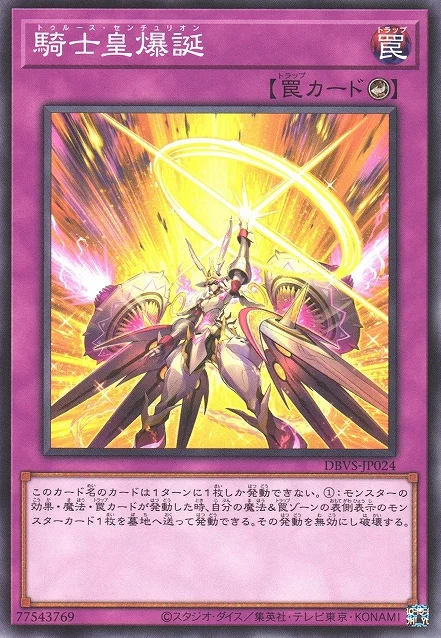 トゥルース・センチュリオン
騎士皇爆誕
トラップ
罠
トラップ
【罠カード】
DBVS-JP024
このカード名のカードは1ターンに1枚しか発動できない。①:モンスターの
効果・魔法・罠カードが発動した時、自分の魔法&罠ゾーンの表側表示のモ
ンスターカード1枚を墓地へ送って発動できる。その発動を無効にし破壊する。
77543769
©スタジオ・ダイス/集英社・テレビ東京・KONAMI